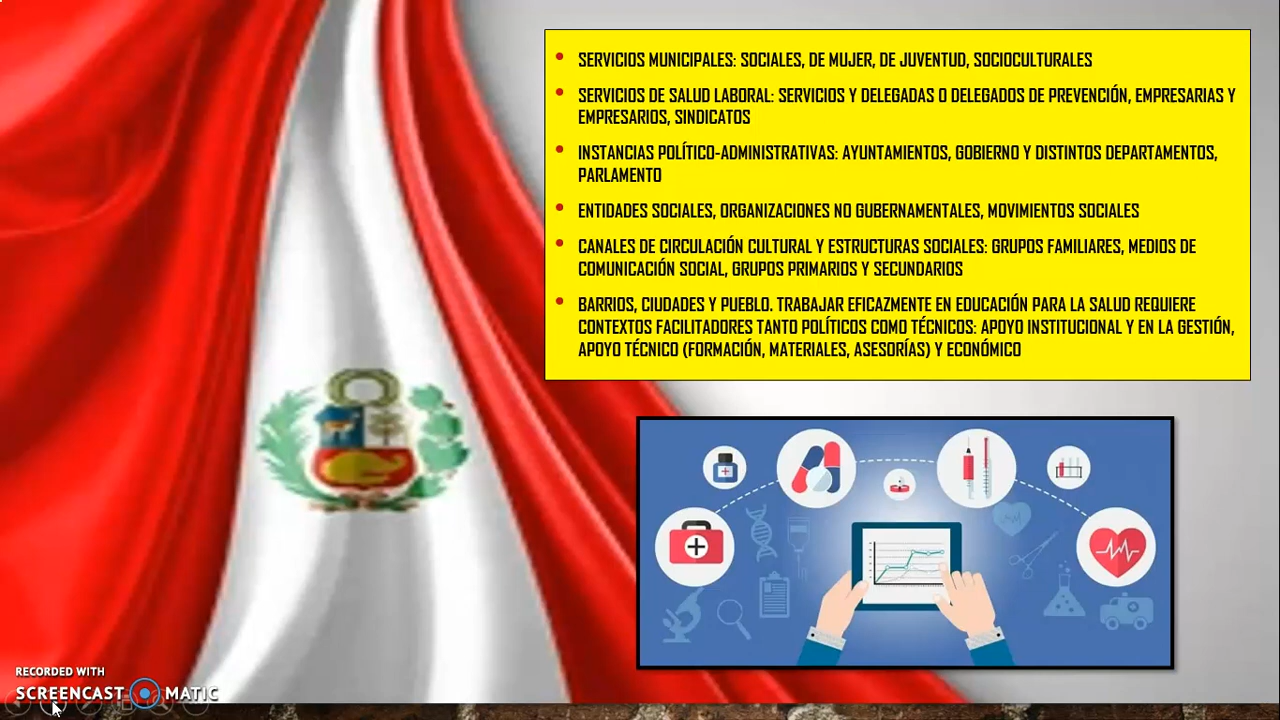 SERVICIOS MUNICIPALES: SOCIALES, DE MUJER, DE JUVENTUD, SOCIOCULTURALES
SERVICIOS DE SALUD LABORAL: SERVICIOS Y DELEGADAS O DELEGADOS DE PREVENCIÓN, EMPRESARIAS Y
EMPRESARIOS, SINDICATOS
INSTANCIAS POLÍTICO-ADMINISTRATIVAS: AYUNTAMIENTOS, GOBIERNO Y DISTINTOS DEPARTAMENTOS,
PARLAMENTO
ENTIDADES SOCIALES, ORGANIZACIONES NO GUBERNAMENTALES, MOVIMIENTOS SOCIALES
CANALES DE CIRCULACIÓN CULTURAL Y ESTRUCTURAS SOCIALES: GRUPOS FAMILIARES, MEDIOS DE
COMUNICACIÓN SOCIAL, GRUPOS PRIMARIOS Y SECUNDARIOS
BARRIOS, CIUDADES Y PUEBLO. TRABAJAR EFICAZMENTE EN EDUCACIÓN PARA LA SALUD REQUIERE
CONTEXTOS FACILITADORES TANTO POLÍTICOS COMO TÉCNICOS: APOYO INSTITUCIONAL Y EN LA GESTIÓN,
APOYO TÉCNICO (FORMACIÓN, MATERIALES, ASESORÍAS) Y ECONÓMICO
RECORDED WITH
SCREENCAST MATIC